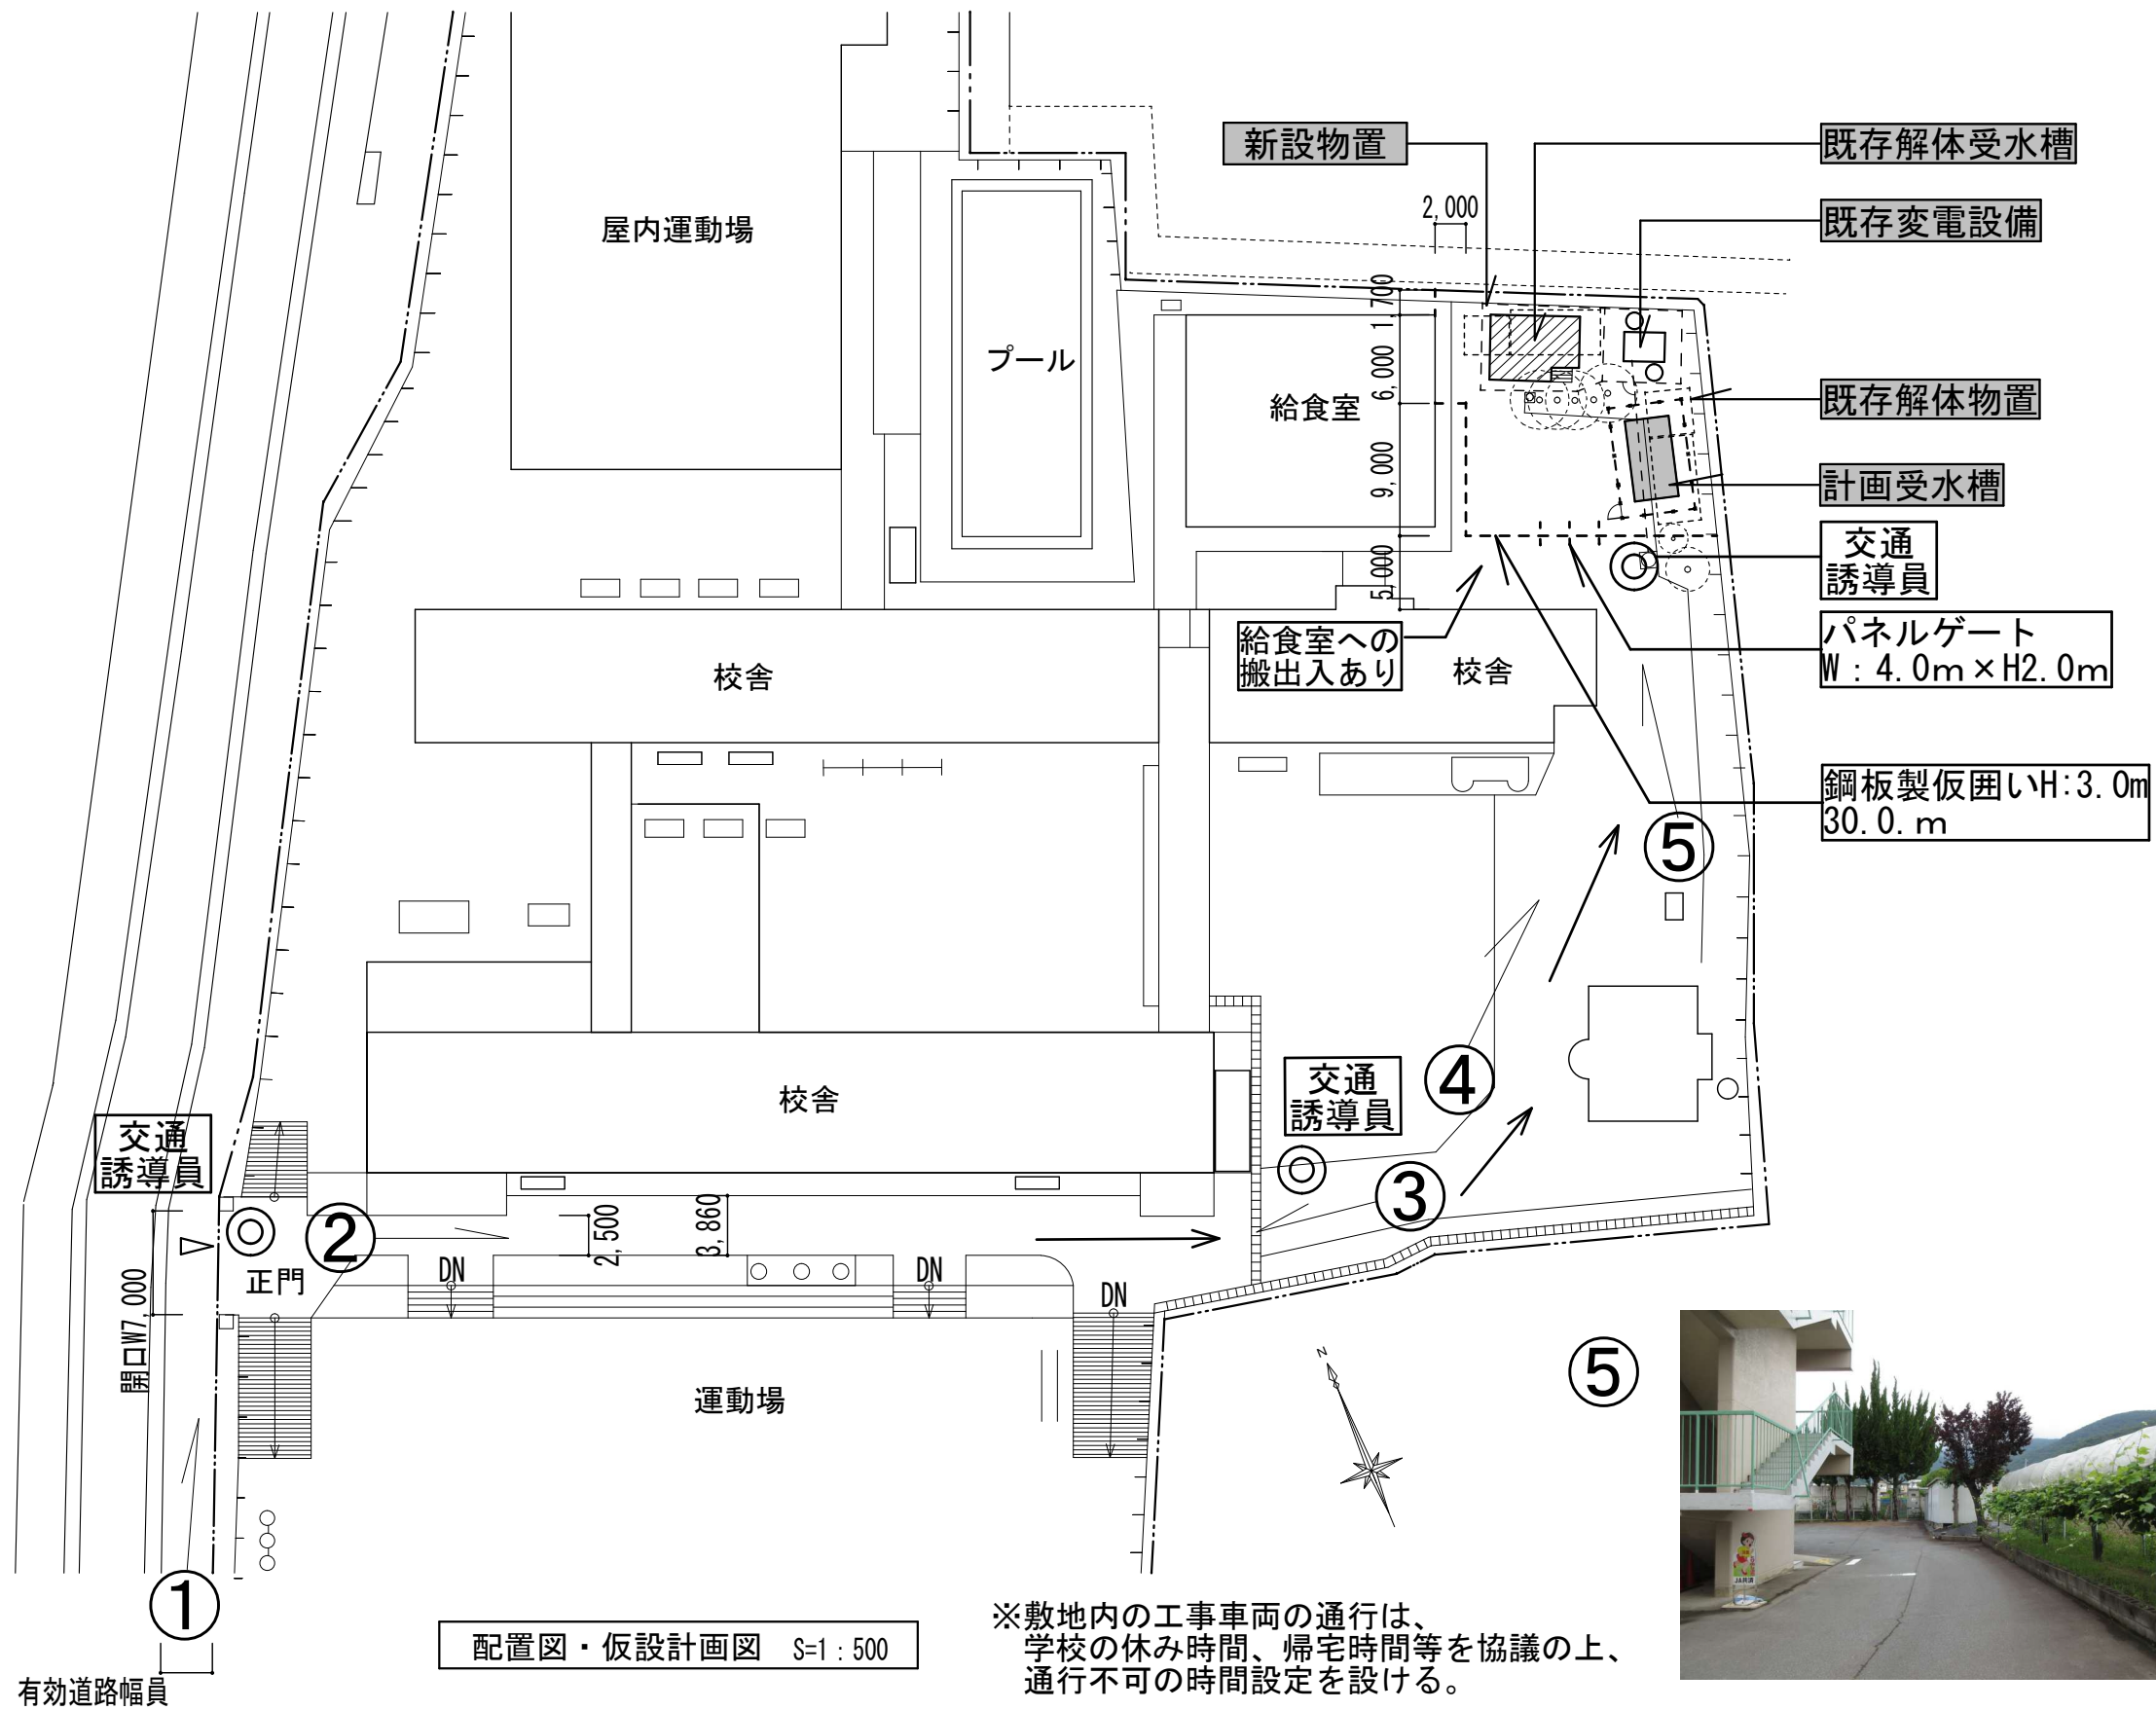 新設物置
既存解体受水槽
2,000
既存変電設備
屋内運動場
1,700
プール
6,000
給食室
既存解体物置
9,000
計画受水槽
交通
誘導員
5,000
パネルゲート
W：4.0m×H2.0m
給食室への
搬出入あり
校舎
校舎
鋼板製仮囲いH:3.0m
30.0.m
⑤
校舎
交通
誘導員
④
交通
誘導員
③
②
2,500
3,860
正門
DN
DN
DN
開口W7,000
運動場
N
⑤
JA共済
①
有効道路幅員
配置図・仮設計画図 S=1：500
※敷地内の工事車両の通行は、
学校の休み時間、帰宅時間等を協議の上、
通行不可の時間設定を設ける。